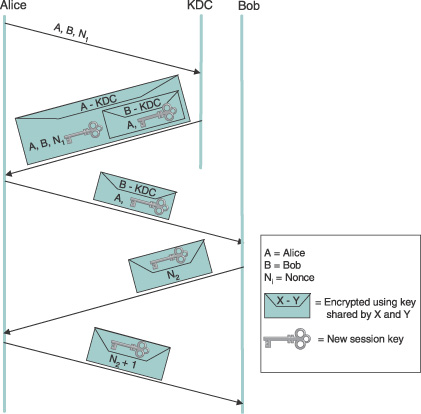 Alice KDC Bob
A, B, N₁
A - KDC
B - KDC
A,
A, B, N₁
B - KDC
A,
N₂
N₂ + 1
A = Alice
B = Bob
Nᵢ = Nonce
X - Y = Encrypted using key
shared by X and Y
= New session key